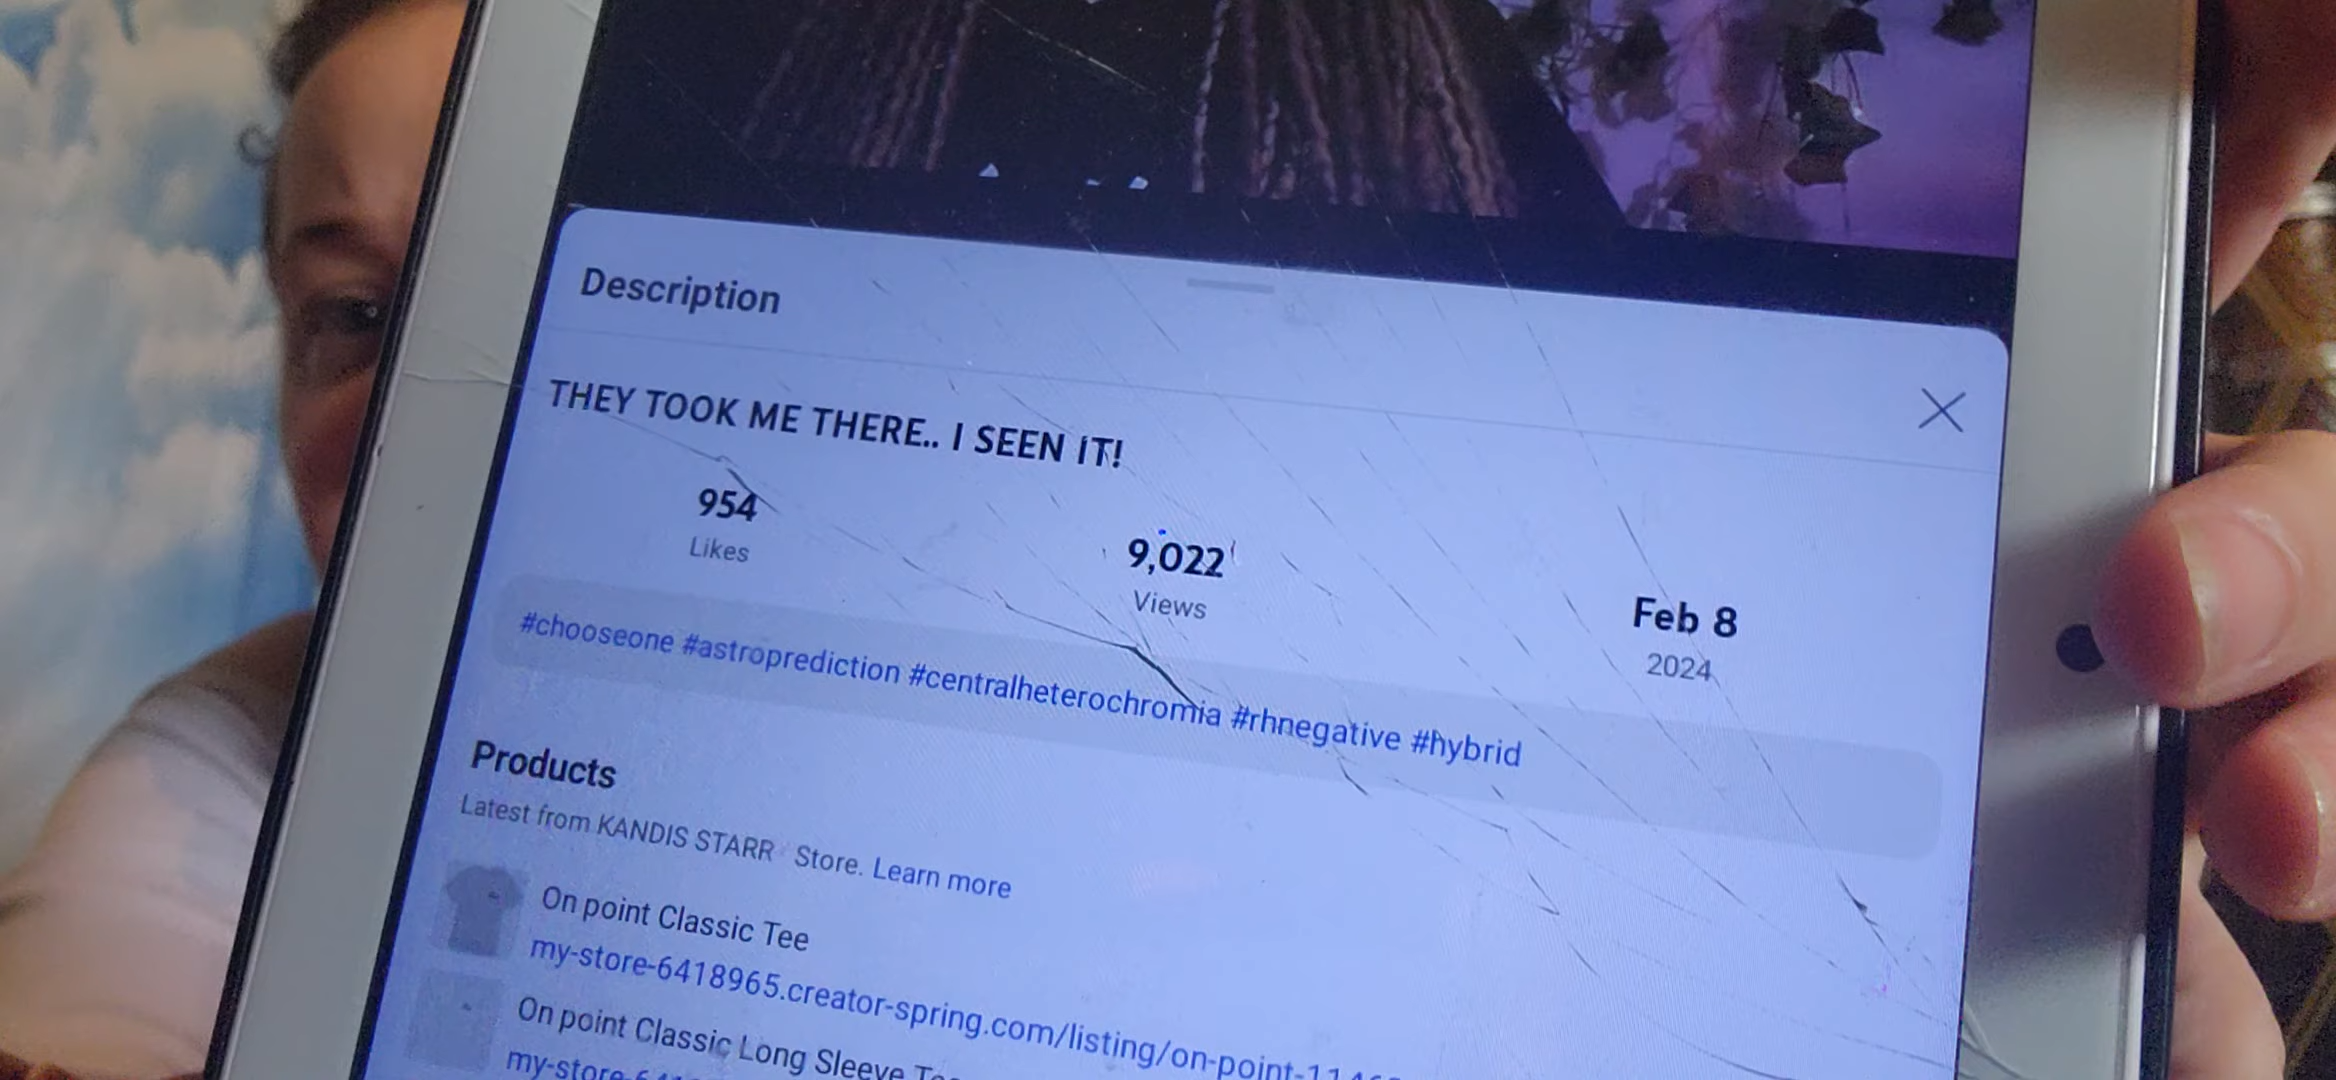 Description
THEY TOOK ME THERE.. I SEEN IT!
954
Likes
9,022
Views
Feb 8
2024
#chooseone #astroprediction #centralheterochromia #rhnegative #hybrid
Products
Latest from KANDIS STARR Store. Learn more
On point Classic Tee
my-store-6418965.creator-spring.com/listing/on-point-
On point Classic Long Sleeve